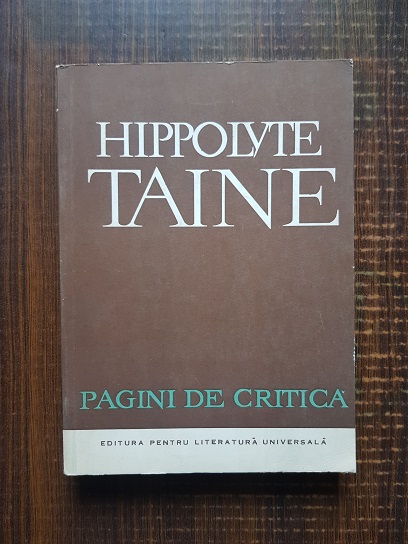 HIPPOLYTE
TAINE
PAGINI DE CRITICĂ
EDITURA PENTRU LITERATURĂ UNIVERSALĂ